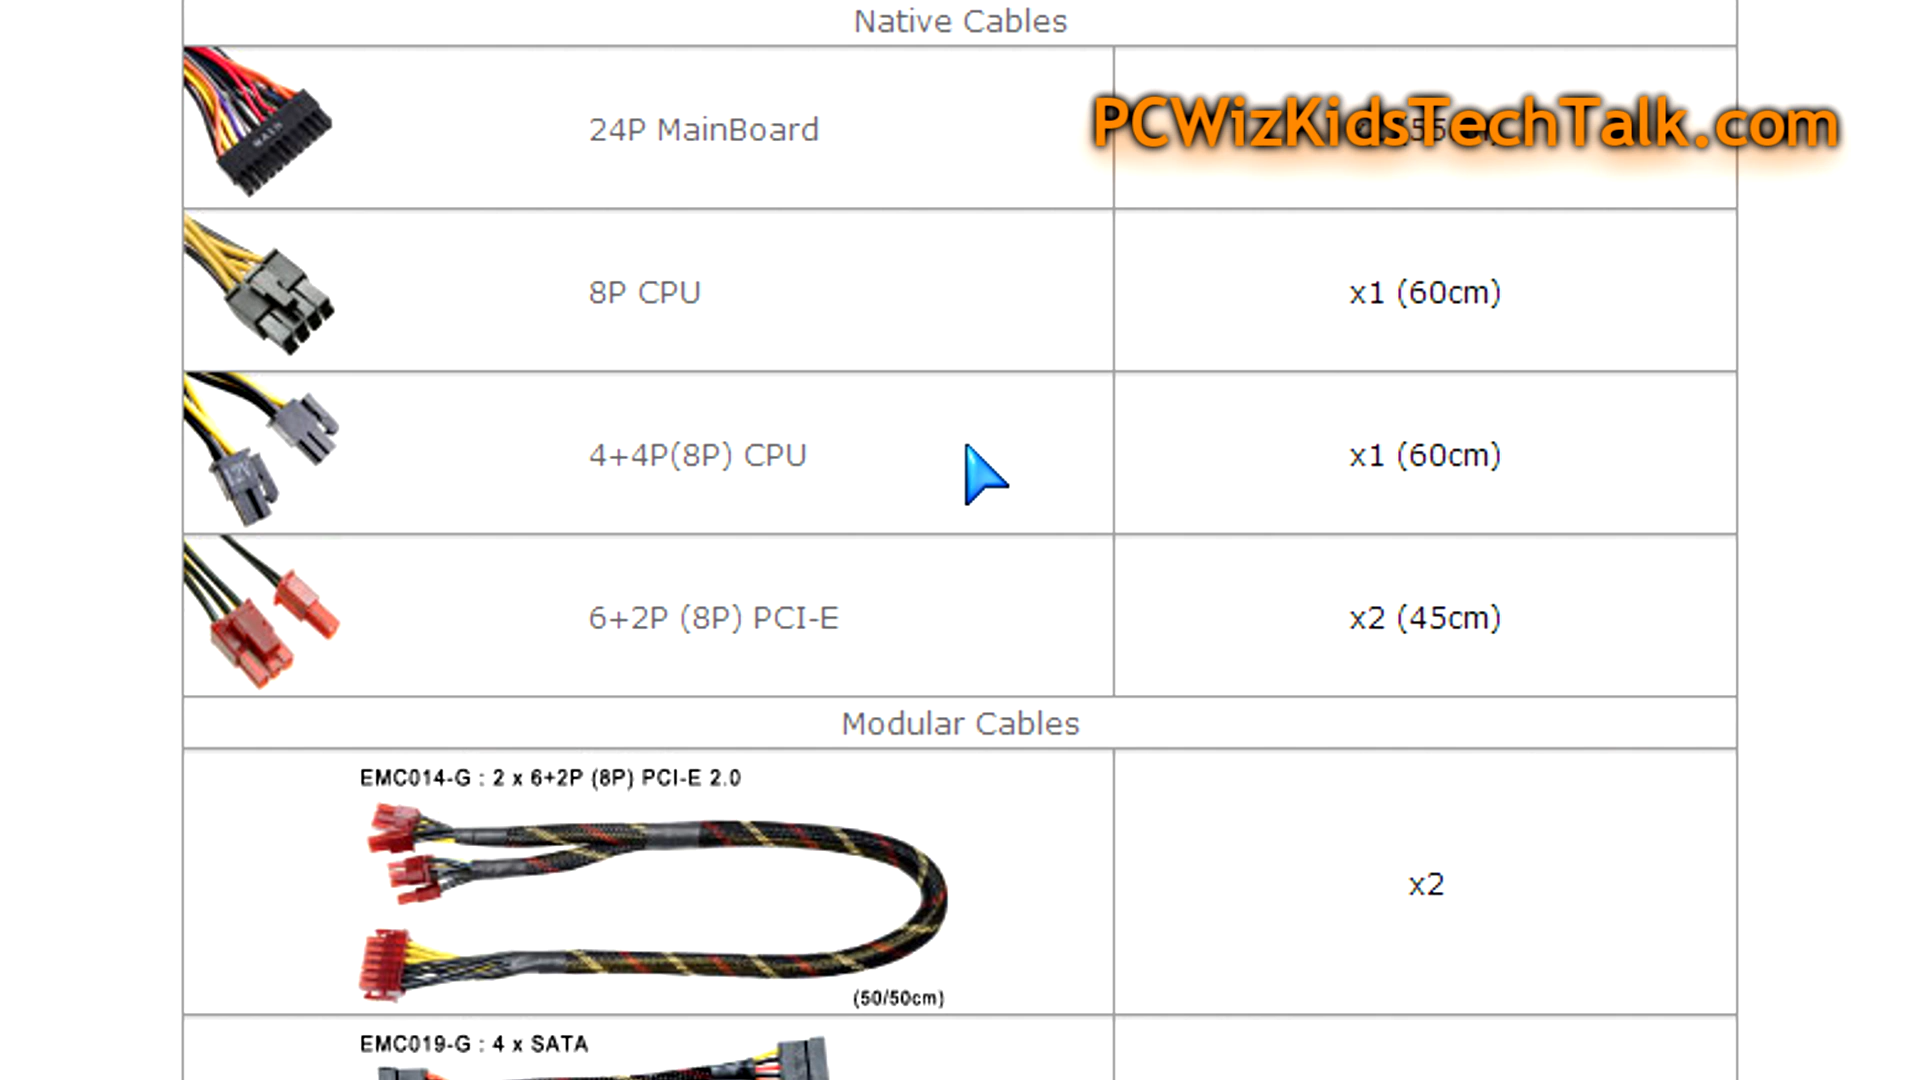 Native Cables
24P MainBoard
PCWizKidsTechTalk.com
8P CPU
x1 (60cm)
4+4P(8P) CPU
x1 (60cm)
6+2P (8P) PCI-E
x2 (45cm)
Modular Cables
EMC014-G : 2 x 6+2P (8P) PCI-E 2.0
x2
(50/50cm)
EMC019-G : 4 x SATA